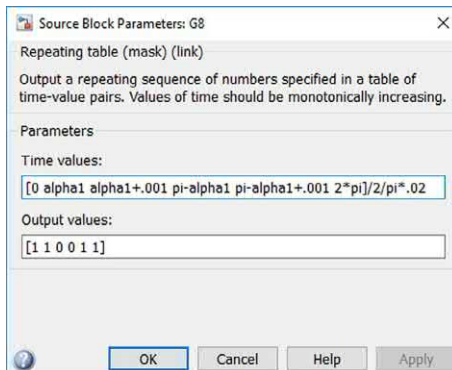 Source Block Parameters: G8
Repeating table (mask) (link)
Output a repeating sequence of numbers specified in a table of
time-value pairs. Values of time should be monotonically increasing.
Parameters
Time values:
[0 alpha1 alpha1+.001 pi-alpha1 pi-alpha1+.001 2*pi]/2/pi*.02
Output values:
[1 1 0 0 1 1]
OK Cancel Help Apply